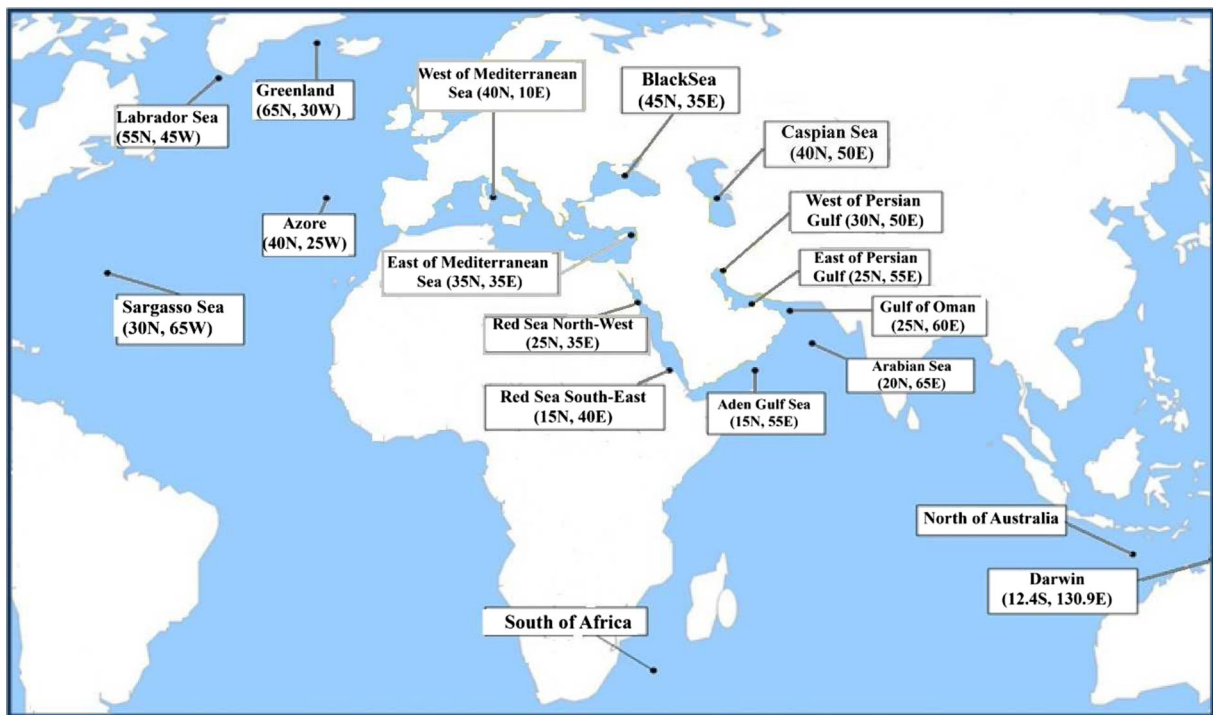 West of Mediterranean
Sea (40N, 10E)
BlackSea
(45N, 35E)
Greenland
(65N, 30W)
Labrador Sea
(55N, 45W)
Caspian Sea
(40N, 50E)
West of Persian
Gulf (30N, 50E)
Azore
(40N, 25W)
East of Mediterranean
Sea (35N, 35E)
East of Persian
Gulf (25N, 55E)
Sargasso Sea
(30N, 65W)
Red Sea North-West
(25N, 35E)
Gulf of Oman
(25N, 60E)
Arabian Sea
(20N, 65E)
Red Sea South-East
(15N, 40E)
Aden Gulf Sea
(15N, 55E)
North of Australia
Darwin
(12.4S, 130.9E)
South of Africa